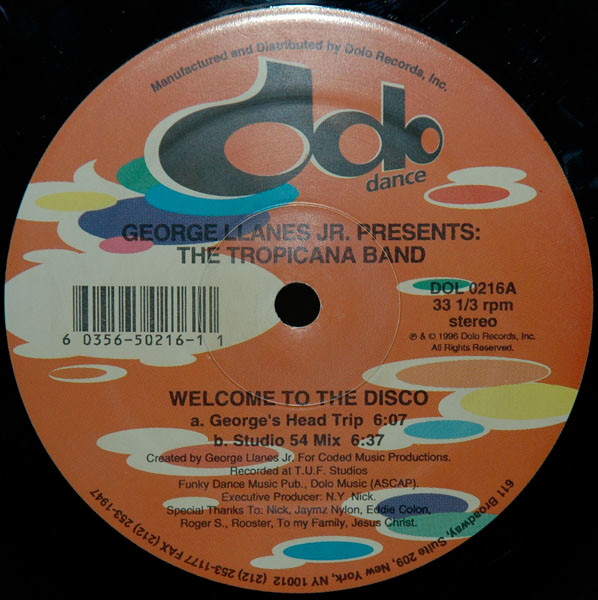 Manufactured and Distributed by Dolo Records, Inc.
dolo
dance
GEORGE LLANES JR. PRESENTS:
THE TROPICANA BAND
DOL 0216A
33 1/3 rpm
stereo
℗ & © 1996 Dolo Records, Inc.
All Rights Reserved.
6 0356-50216-1 1
WELCOME TO THE DISCO
a. George's Head Trip 6:07
b. Studio 54 Mix 6:37
Created by George Llanes Jr. For Coded Music Productions.
Recorded at T.U.F. Studios
Funky Dance Music Pub., Dolo Music (ASCAP).
Executive Producer: N.Y. Nick.
Special Thanks To: Nick, Jaymz Nylon, Eddie Colon,
Roger S., Rooster, To my Family, Jesus Christ.
611 Broadway, Suite 209, New York, NY 10012 (212) 253-1177 FAX (212) 253-1947